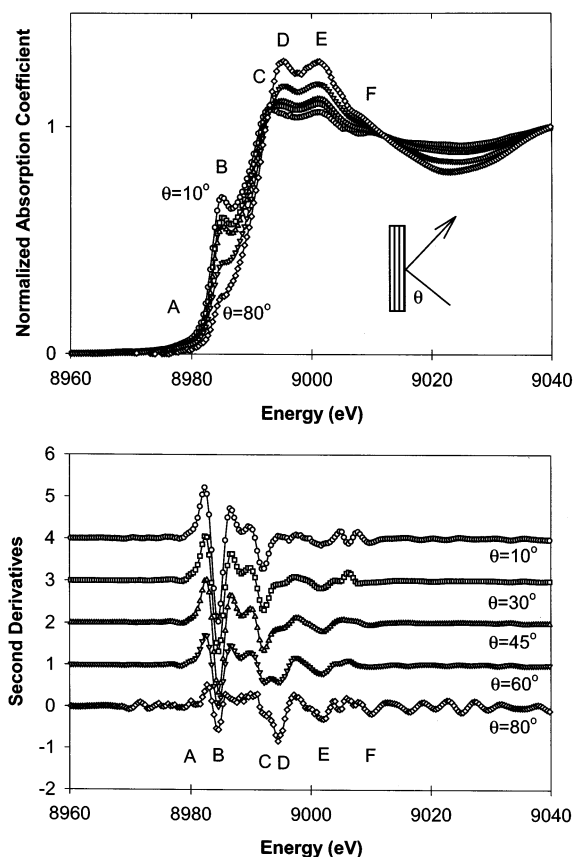 Normalized Absorption Coefficient
1
0
A
B
C
D
E
F
θ=10°
θ=80°
θ
8960
8980
9000
9020
9040
Energy (eV)
Second Derivatives
6
5
4
3
2
1
0
-1
-2
θ=10°
θ=30°
θ=45°
θ=60°
θ=80°
A B C D E F
8960
8980
9000
9020
9040
Energy (eV)